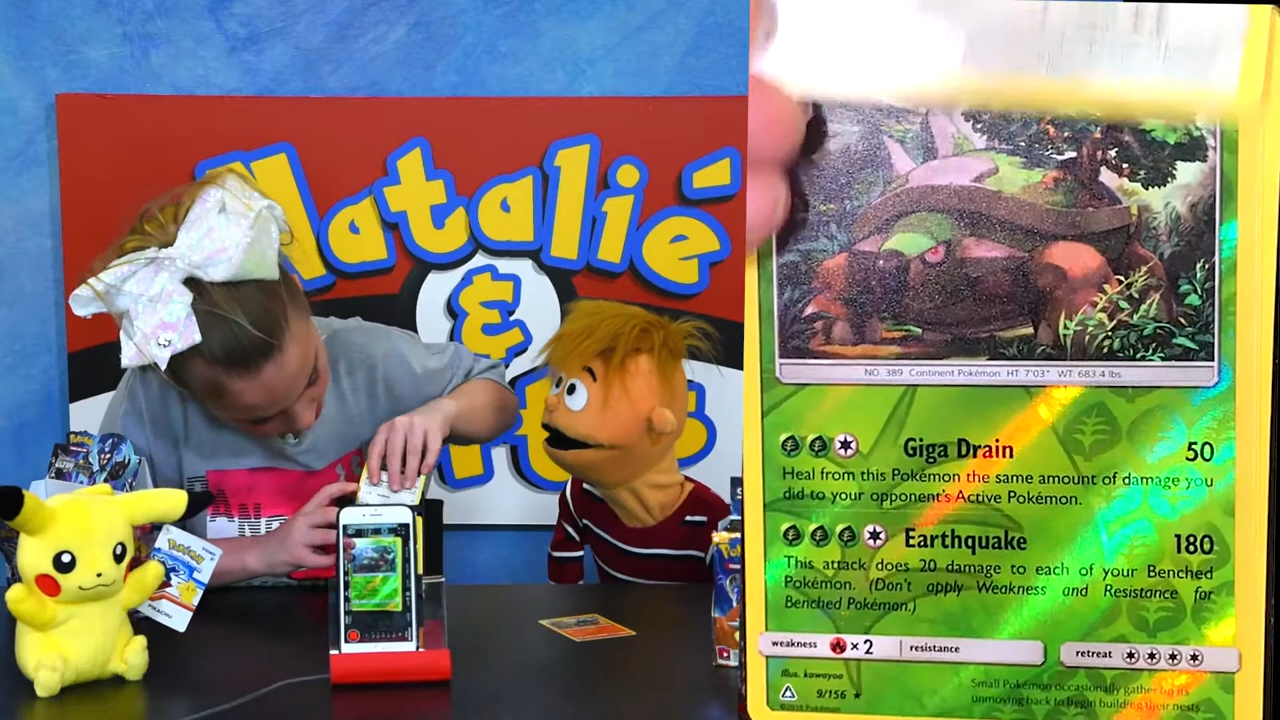 Natalié
&
Pokémon
PIKACHU
NO. 389 Continent Pokémon HT: 7'03" WT: 683.4 lbs
Giga Drain 50
Heal from this Pokémon the same amount of damage you
did to your opponent's Active Pokémon.
Earthquake 180
This attack does 20 damage to each of your Benched
Pokémon. (Don't apply Weakness and Resistance for
Benched Pokémon.)
weakness ×2 resistance retreat
Illus. kawayoo
9/156
©2018 Pokémon
Small Pokémon occasionally gather on its
unmoving back to begin building their nests.